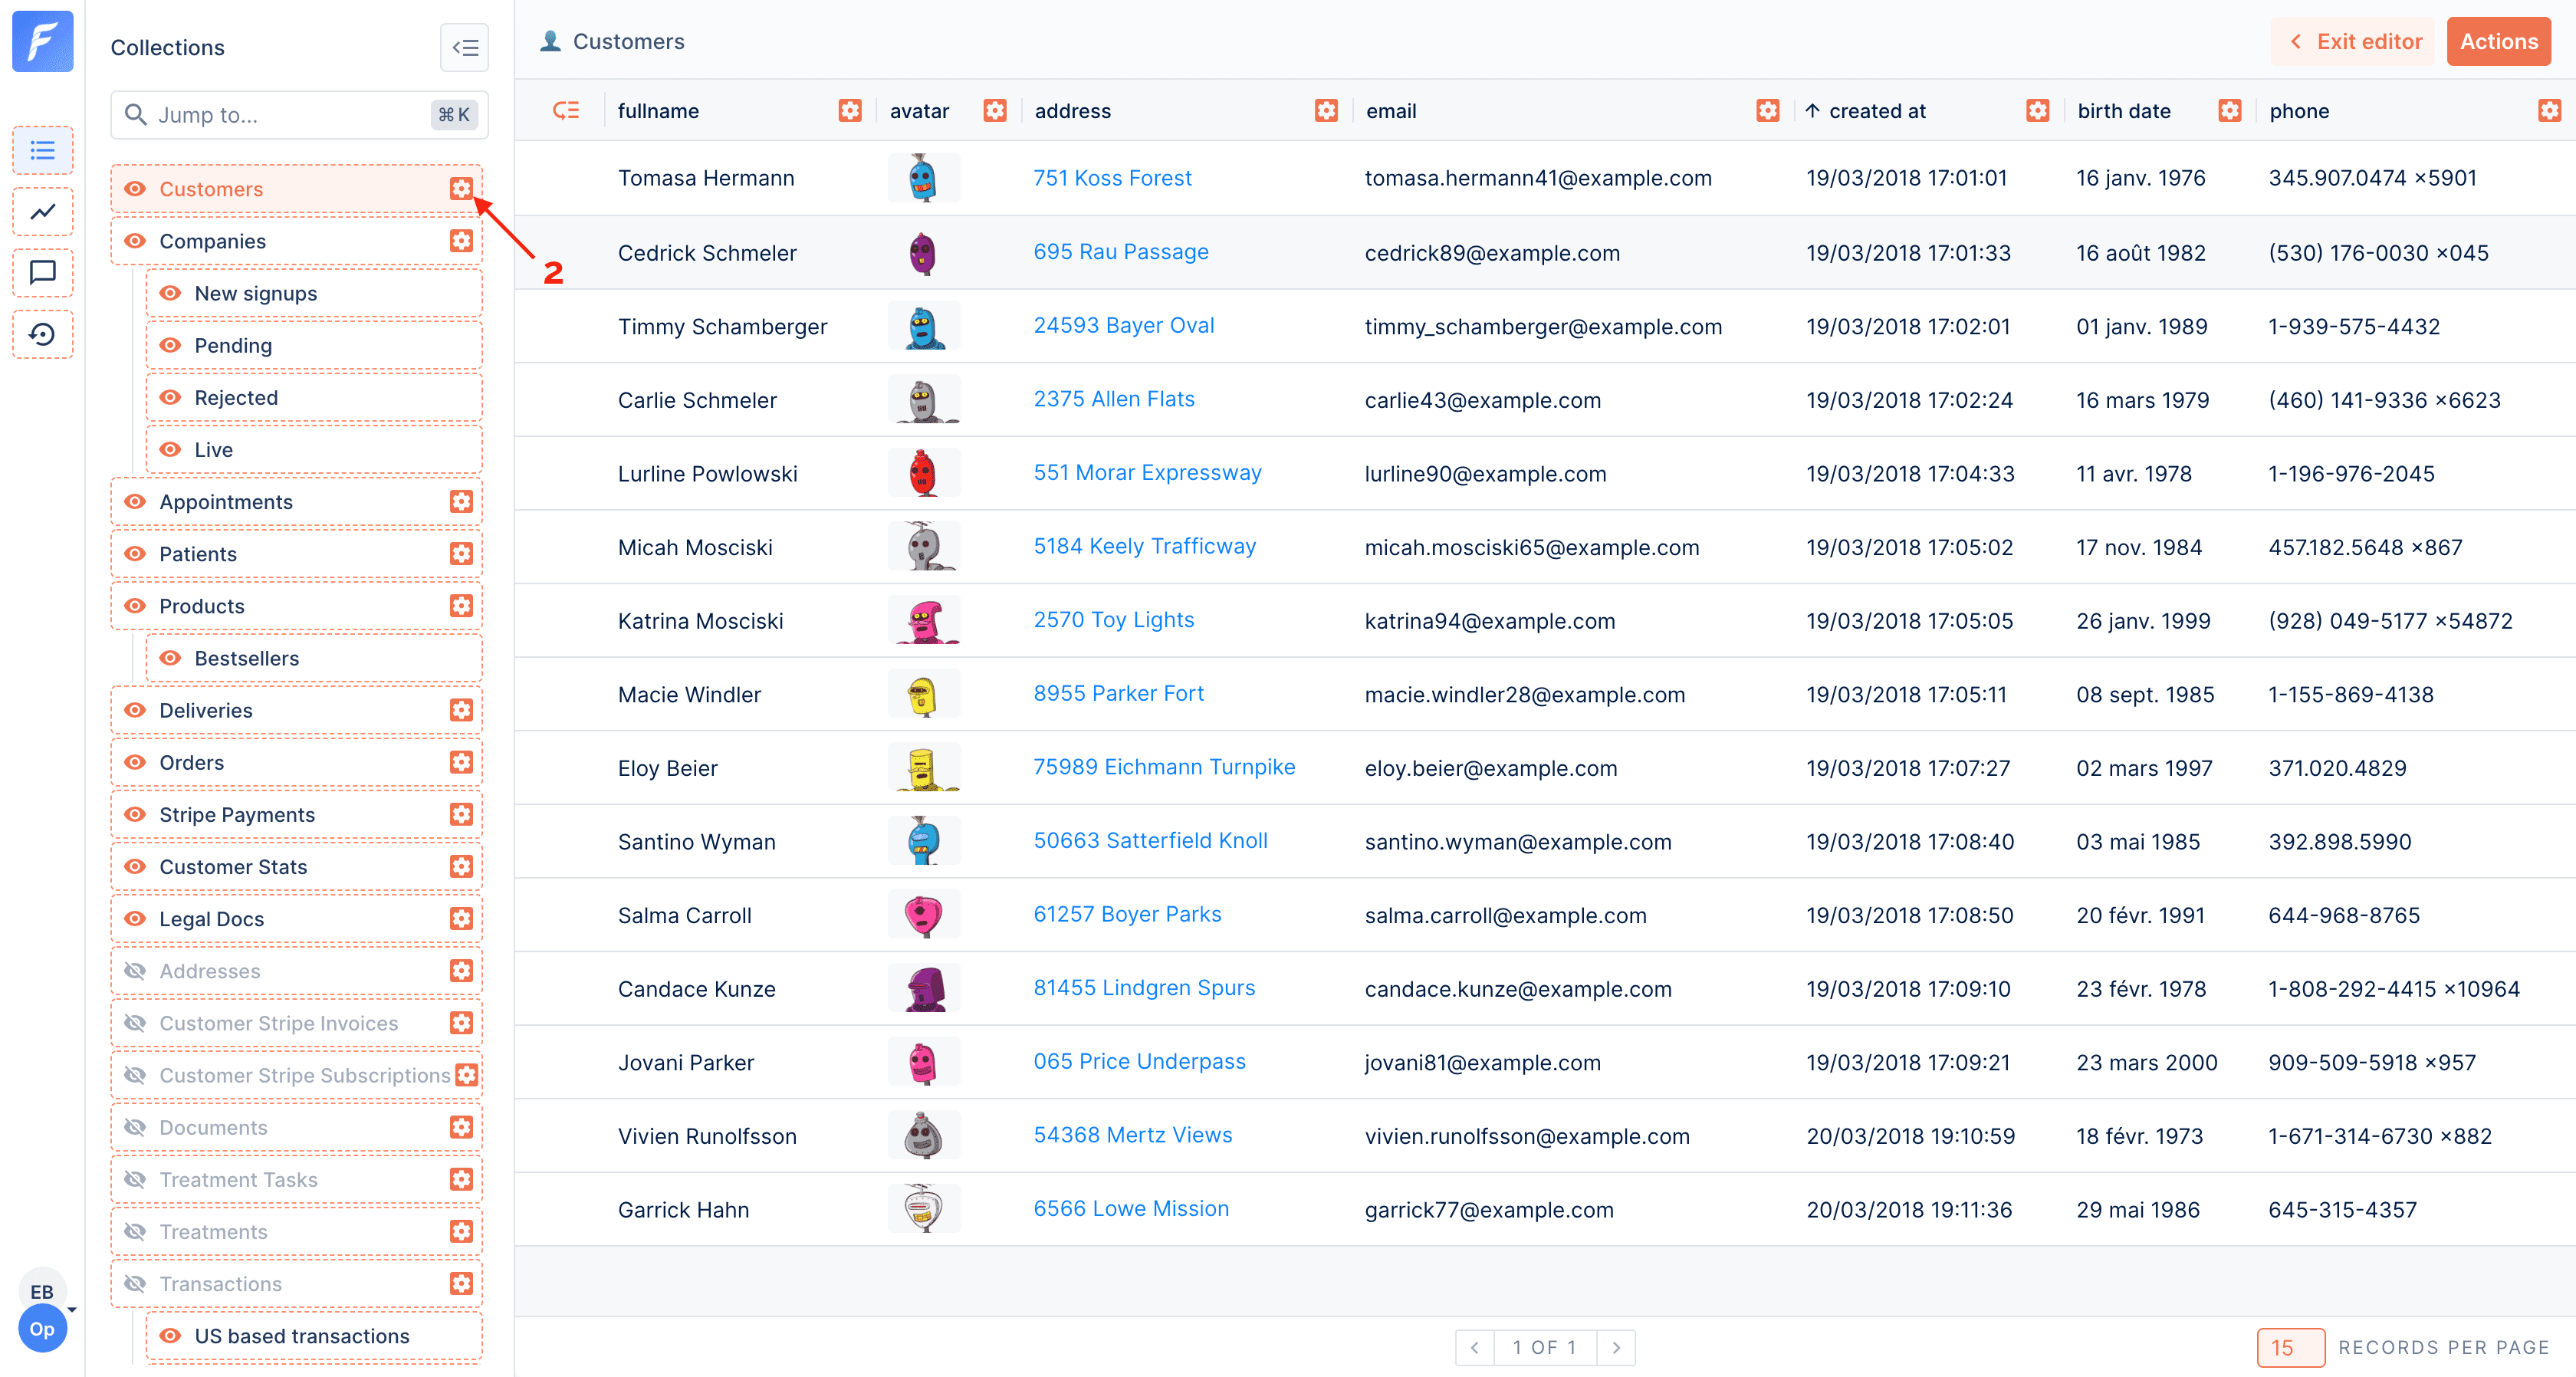 Collections
Jump to...
⌘ K
Customers
2
Companies
New signups
Pending
Rejected
Live
Appointments
Patients
Products
Bestsellers
Deliveries
Orders
Stripe Payments
Customer Stats
Legal Docs
Addresses
Customer Stripe Invoices
Customer Stripe Subscriptions
Documents
Treatment Tasks
Treatments
Transactions
US based transactions
EB
Op
Customers
Exit editor
Actions
fullname avatar address email created at birth date phone
Tomasa Hermann 751 Koss Forest tomasa.hermann41@example.com 19/03/2018 17:01:01 16 janv. 1976 345.907.0474 x5901
Cedrick Schmeler 695 Rau Passage cedrick89@example.com 19/03/2018 17:01:33 16 août 1982 (530) 176-0030 x045
Timmy Schamberger 24593 Bayer Oval timmy_schamberger@example.com 19/03/2018 17:02:01 01 janv. 1989 1-939-575-4432
Carlie Schmeler 2375 Allen Flats carlie43@example.com 19/03/2018 17:02:24 16 mars 1979 (460) 141-9336 x6623
Lurline Powlowski 551 Morar Expressway lurline90@example.com 19/03/2018 17:04:33 11 avr. 1978 1-196-976-2045
Micah Mosciski 5184 Keely Trafficway micah.mosciski65@example.com 19/03/2018 17:05:02 17 nov. 1984 457.182.5648 x867
Katrina Mosciski 2570 Toy Lights katrina94@example.com 19/03/2018 17:05:05 26 janv. 1999 (928) 049-5177 x54872
Macie Windler 8955 Parker Fort macie.windler28@example.com 19/03/2018 17:05:11 08 sept. 1985 1-155-869-4138
Eloy Beier 75989 Eichmann Turnpike eloy.beier@example.com 19/03/2018 17:07:27 02 mars 1997 371.020.4829
Santino Wyman 50663 Satterfield Knoll santino.wyman@example.com 19/03/2018 17:08:40 03 mai 1985 392.898.5990
Salma Carroll 61257 Boyer Parks salma.carroll@example.com 19/03/2018 17:08:50 20 févr. 1991 644-968-8765
Candace Kunze 81455 Lindgren Spurs candace.kunze@example.com 19/03/2018 17:09:10 23 févr. 1978 1-808-292-4415 x10964
Jovani Parker 065 Price Underpass jovani81@example.com 19/03/2018 17:09:21 23 mars 2000 909-509-5918 x957
Vivien Runolfsson 54368 Mertz Views vivien.runolfsson@example.com 20/03/2018 19:10:59 18 févr. 1973 1-671-314-6730 x882
Garrick Hahn 6566 Lowe Mission garrick77@example.com 20/03/2018 19:11:36 29 mai 1986 645-315-4357
1 OF 1
15 RECORDS PER PAGE